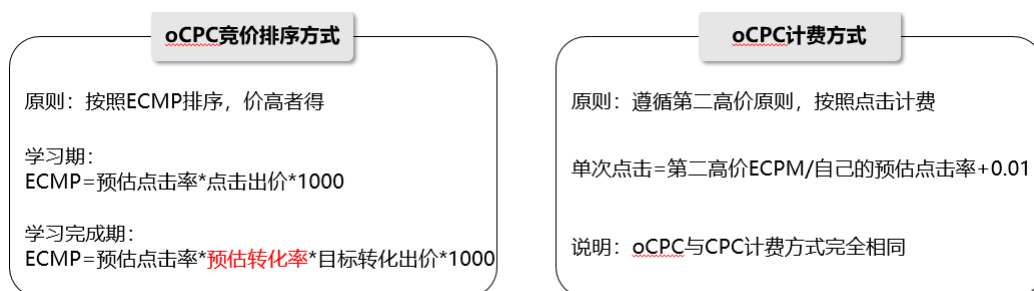 oCPC竞价排序方式
原则：按照ECMP排序，价高者得
学习期：
ECMP=预估点击率*点击出价*1000
学习完成期：
ECMP=预估点击率*预估转化率*目标转化出价*1000
oCPC计费方式
原则：遵循第二高价原则，按照点击计费
单次点击=第二高价ECPM/自己的预估点击率+0.01
说明：oCPC与CPC计费方式完全相同